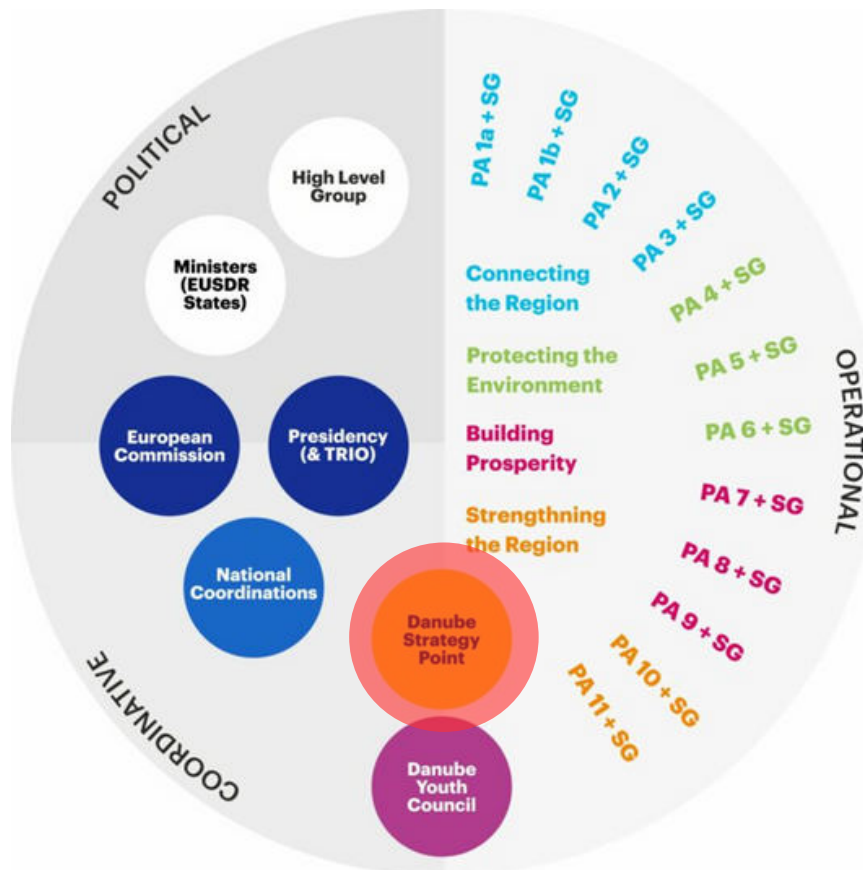 POLITICAL
High Level
Group
Ministers
(EUSDR
States)
European
Commission
Presidency
(& TRIO)
National
Coordinations
COORDINATIVE
Danube
Strategy
Point
Danube
Youth
Council
Connecting
the Region
Protecting the
Environment
Building
Prosperity
Strengthning
the Region
PA 1a + SG
PA 1b + SG
PA 2 + SG
PA 3 + SG
PA 4 + SG
PA 5 + SG
PA 6 + SG
PA 7 + SG
PA 8 + SG
PA 9 + SG
PA 10 + SG
PA 11 + SG
OPERATIONAL